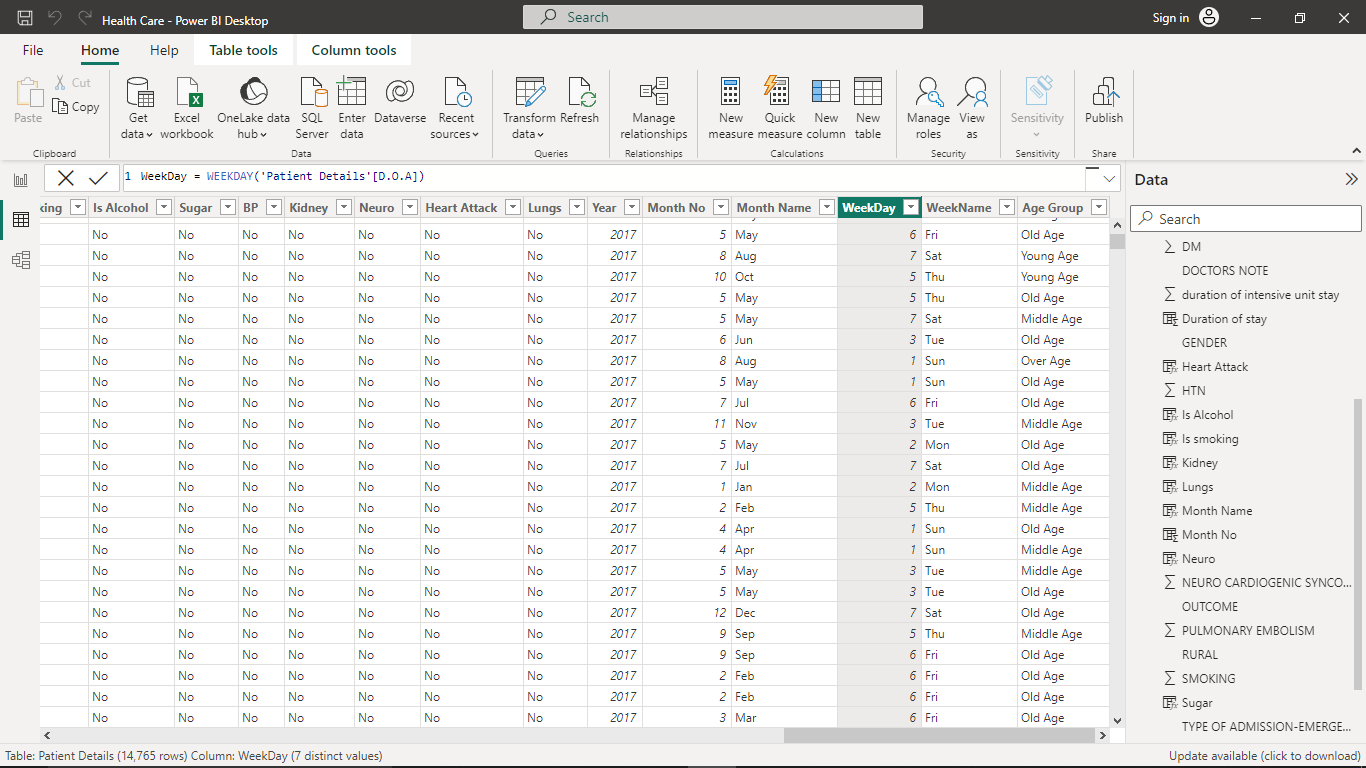 Health Care - Power BI Desktop
Search
Sign in
File Home Help Table tools Column tools
Paste
Cut
Copy
Clipboard
Get data
Excel workbook
OneLake data hub
SQL Server
Enter data
Dataverse
Recent sources
Data
Transform data
Refresh
Queries
Manage relationships
Relationships
New measure
Quick measure
New column
New table
Calculations
Manage roles
View as
Security
Sensitivity
Sensitivity
Publish
Share
1 WeekDay = WEEKDAY('Patient Details'[D.O.A])
king Is Alcohol Sugar BP Kidney Neuro Heart Attack Lungs Year Month No Month Name WeekDay WeekName Age Group
No No No No No No No 2017 5 May 6 Fri Old Age
No No No No No No No 2017 8 Aug 7 Sat Young Age
No No No No No No No 2017 10 Oct 5 Thu Young Age
No No No No No No No 2017 5 May 5 Thu Old Age
No No No No No No No 2017 5 May 7 Sat Middle Age
No No No No No No No 2017 6 Jun 3 Tue Old Age
No No No No No No No 2017 8 Aug 1 Sun Over Age
No No No No No No No 2017 5 May 1 Sun Old Age
No No No No No No No 2017 7 Jul 6 Fri Old Age
No No No No No No No 2017 11 Nov 3 Tue Middle Age
No No No No No No No 2017 5 May 2 Mon Old Age
No No No No No No No 2017 7 Jul 7 Sat Old Age
No No No No No No No 2017 1 Jan 2 Mon Middle Age
No No No No No No No 2017 2 Feb 5 Thu Middle Age
No No No No No No No 2017 4 Apr 1 Sun Old Age
No No No No No No No 2017 4 Apr 1 Sun Middle Age
No No No No No No No 2017 5 May 3 Tue Middle Age
No No No No No No No 2017 5 May 3 Tue Old Age
No No No No No No No 2017 12 Dec 7 Sat Old Age
No No No No No No No 2017 9 Sep 5 Thu Middle Age
No No No No No No No 2017 9 Sep 6 Fri Old Age
No No No No No No No 2017 2 Feb 6 Fri Old Age
No No No No No No No 2017 2 Feb 6 Fri Old Age
No No No No No No No 2017 3 Mar 6 Fri Old Age
Data
Search
DM
DOCTORS NOTE
duration of intensive unit stay
Duration of stay
GENDER
Heart Attack
HTN
Is Alcohol
Is smoking
Kidney
Lungs
Month Name
Month No
Neuro
NEURO CARDIOGENIC SYNCO...
OUTCOME
PULMONARY EMBOLISM
RURAL
SMOKING
Sugar
TYPE OF ADMISSION-EMERGE...
Table: Patient Details (14,765 rows) Column: WeekDay (7 distinct values)
Update available (click to download)